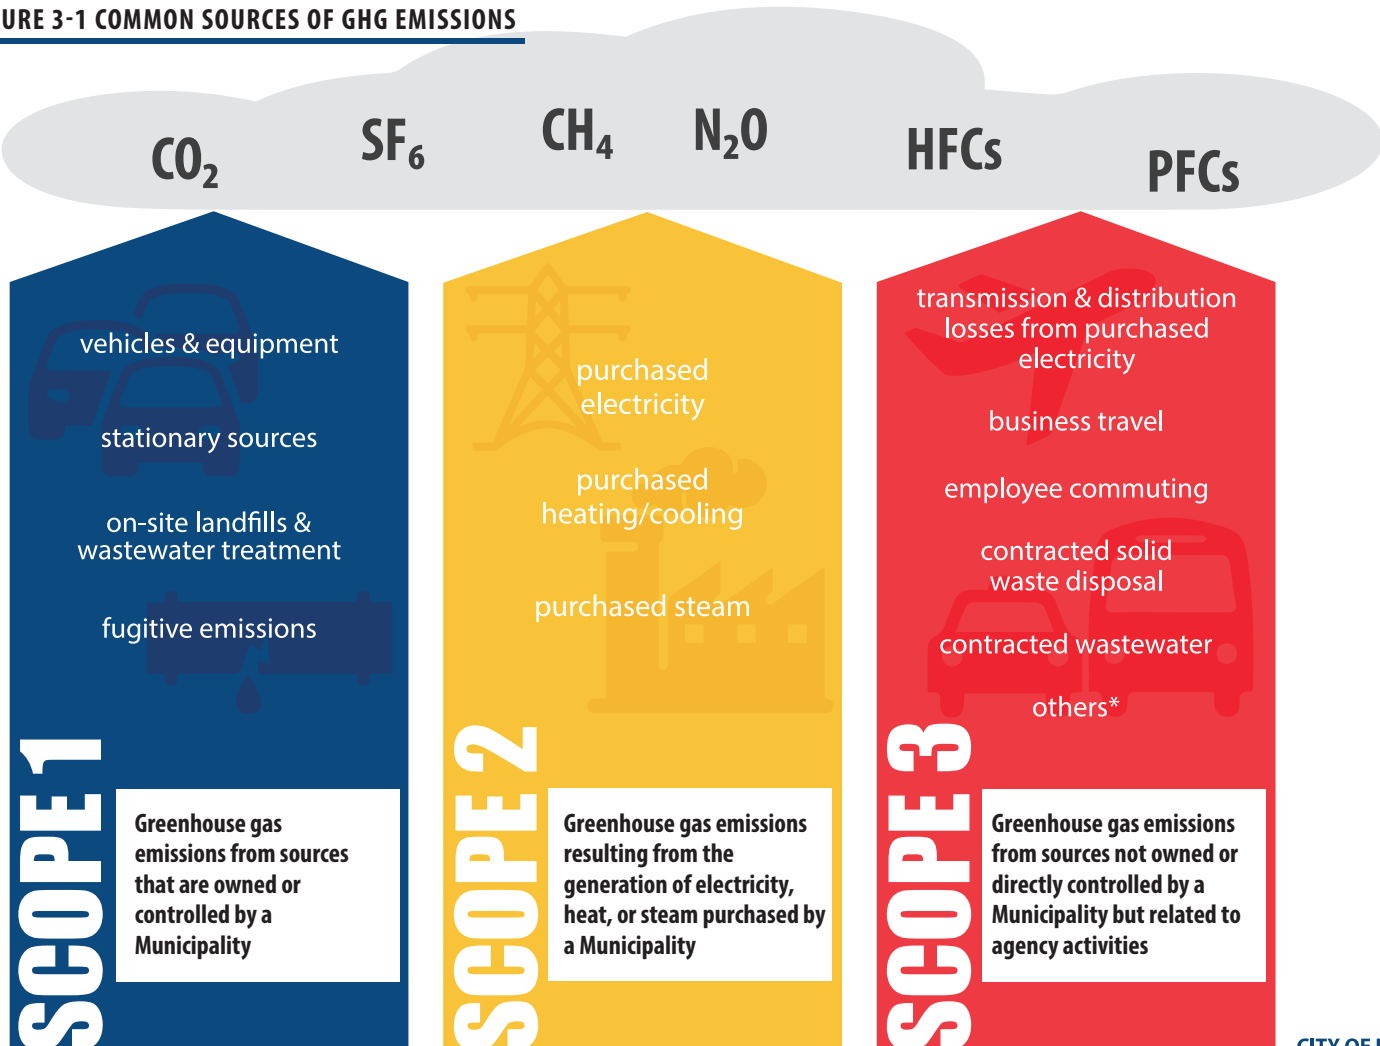 URE 3-1 COMMON SOURCES OF GHG EMISSIONS
CO₂
SF₆
CH₄
N₂O
HFCs
PFCs
vehicles & equipment
stationary sources
on-site landfills &
wastewater treatment
fugitive emissions
SCOPE 1
Greenhouse gas
emissions from sources
that are owned or
controlled by a
Municipality
purchased
electricity
purchased
heating/cooling
purchased steam
SCOPE 2
Greenhouse gas emissions
resulting from the
generation of electricity,
heat, or steam purchased by
a Municipality
transmission & distribution
losses from purchased
electricity
business travel
employee commuting
contracted solid
waste disposal
contracted wastewater
others*
SCOPE 3
Greenhouse gas emissions
from sources not owned or
directly controlled by a
Municipality but related to
agency activities
CITY OF